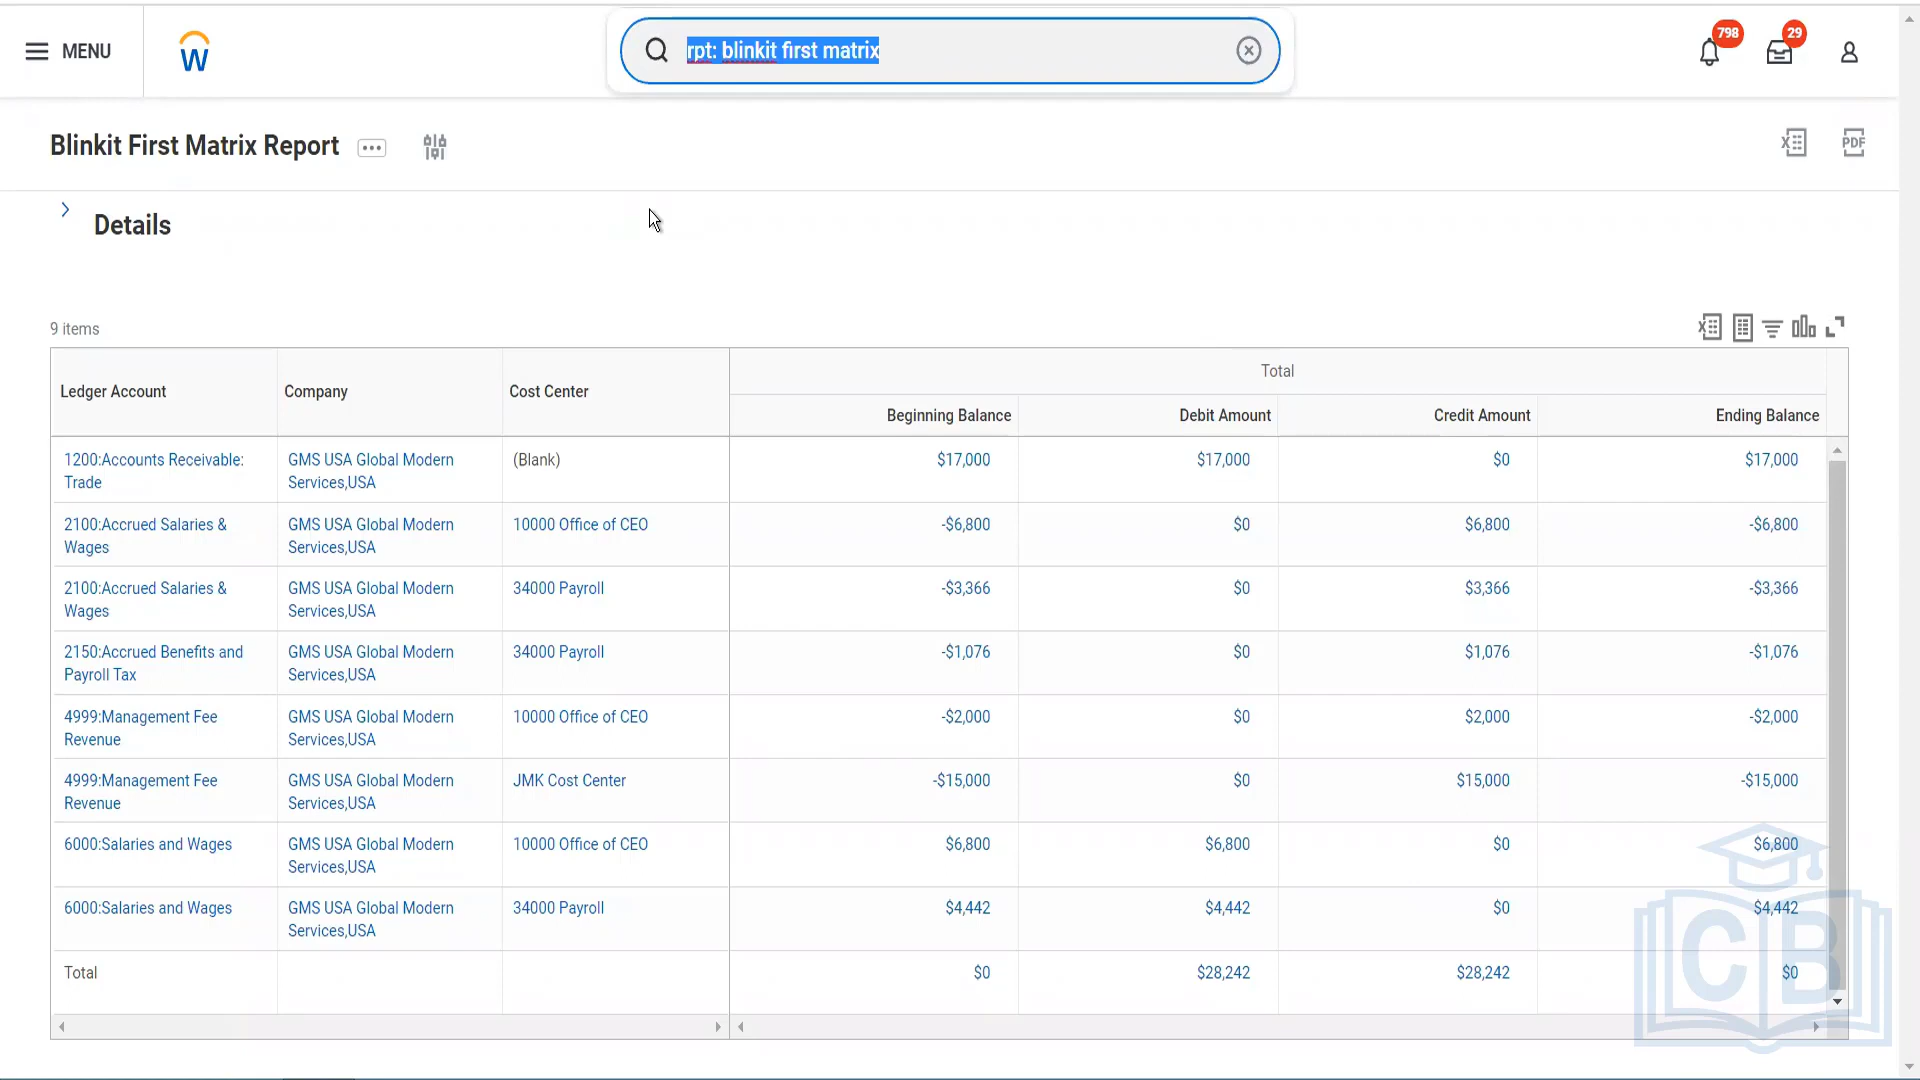 MENU
W
rpt: blinkit first matrix
798
29
Blinkit First Matrix Report
X
PDF
Details
9 items
Ledger Account Company Cost Center Total
Beginning Balance Debit Amount Credit Amount Ending Balance
1200:Accounts Receivable: GMS USA Global Modern (Blank) $17,000 $17,000 $0 $17,000
Trade Services,USA
2100:Accrued Salaries & GMS USA Global Modern 10000 Office of CEO -$6,800 $0 $6,800 -$6,800
Wages Services,USA
2100:Accrued Salaries & GMS USA Global Modern 34000 Payroll -$3,366 $0 $3,366 -$3,366
Wages Services,USA
2150:Accrued Benefits and GMS USA Global Modern 34000 Payroll -$1,076 $0 $1,076 -$1,076
Payroll Tax Services,USA
4999:Management Fee GMS USA Global Modern 10000 Office of CEO -$2,000 $0 $2,000 -$2,000
Revenue Services,USA
4999:Management Fee GMS USA Global Modern JMK Cost Center -$15,000 $0 $15,000 -$15,000
Revenue Services,USA
6000:Salaries and Wages GMS USA Global Modern 10000 Office of CEO $6,800 $6,800 $0 $6,800
Services,USA
6000:Salaries and Wages GMS USA Global Modern 34000 Payroll $4,442 $4,442 $0 $4,442
Services,USA
Total $0 $28,242 $28,242 $0
CB